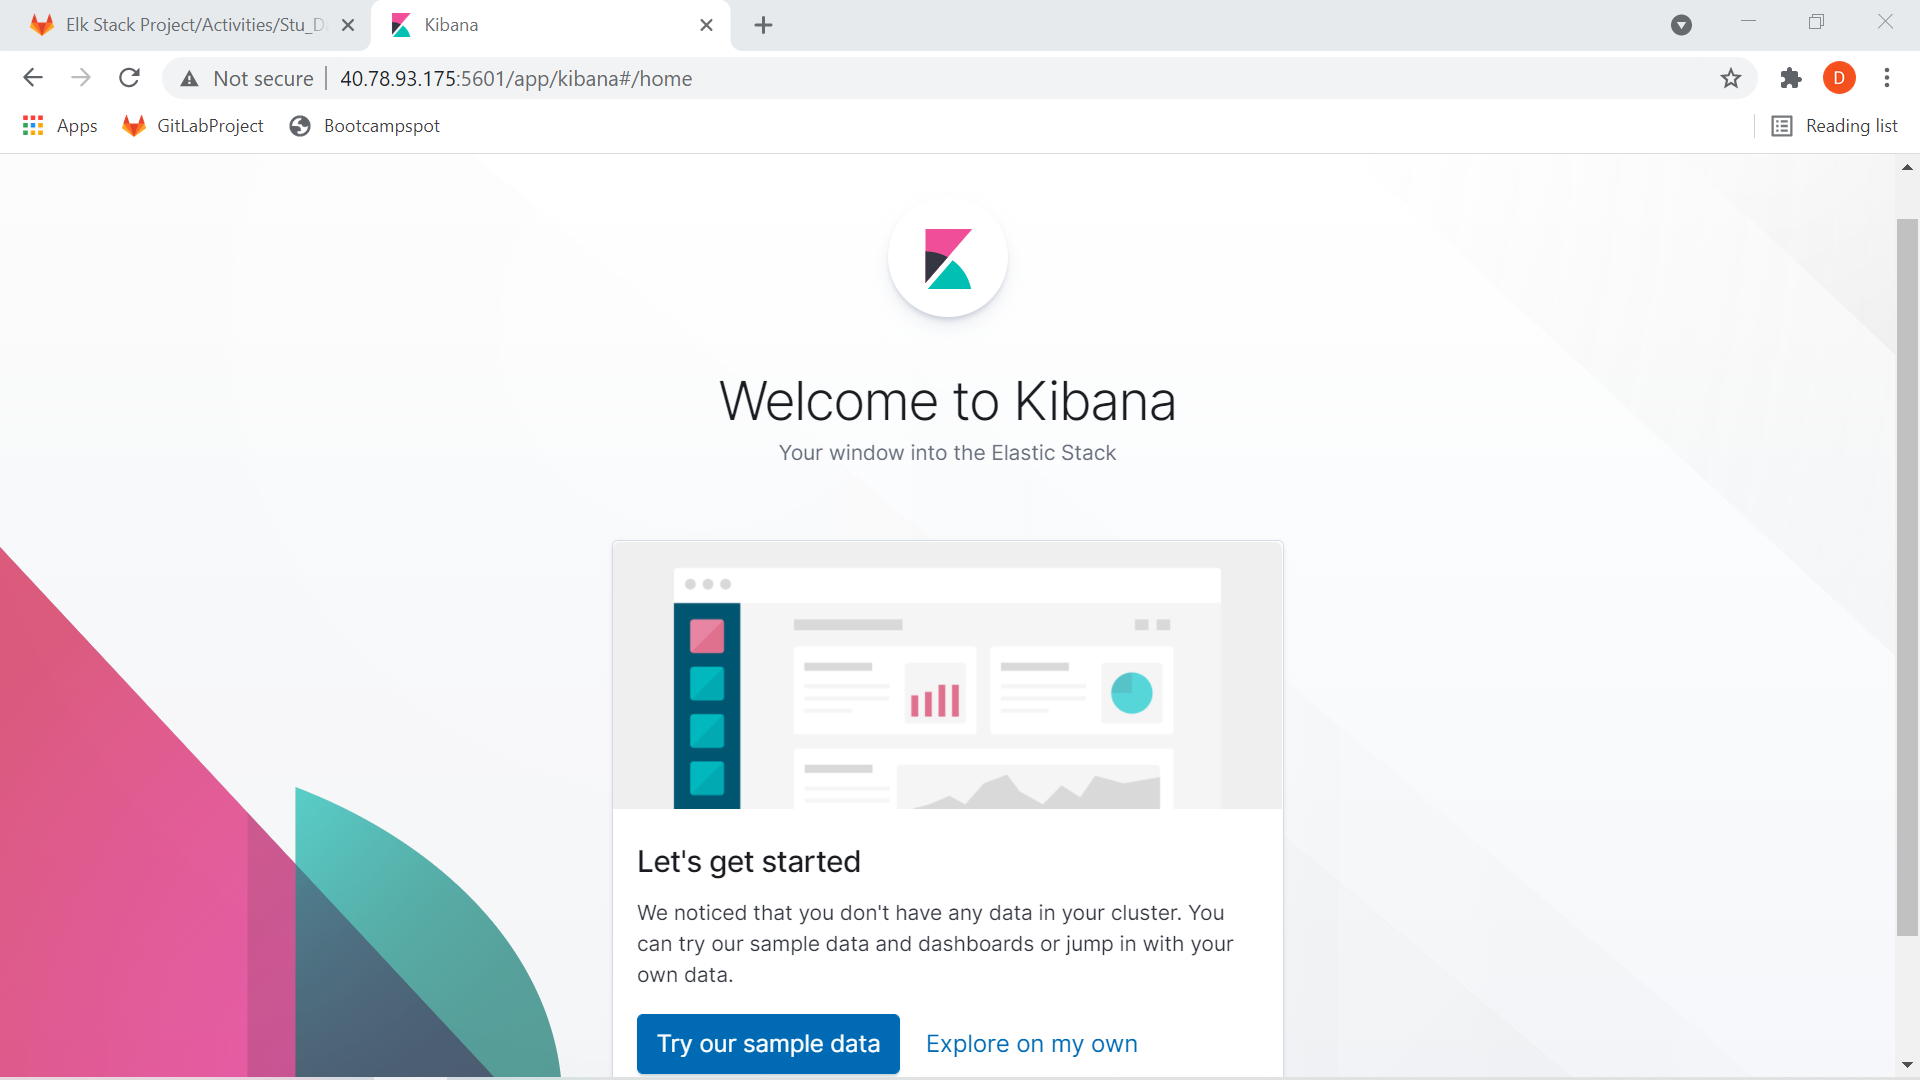 Elk Stack Project/Activities/Stu_D
Kibana
Not secure
40.78.93.175:5601/app/kibana#/home
D
Apps
GitLabProject
Bootcampspot
Reading list
Welcome to Kibana
Your window into the Elastic Stack
Let's get started
We noticed that you don't have any data in your cluster. You
can try our sample data and dashboards or jump in with your
own data.
Try our sample data
Explore on my own